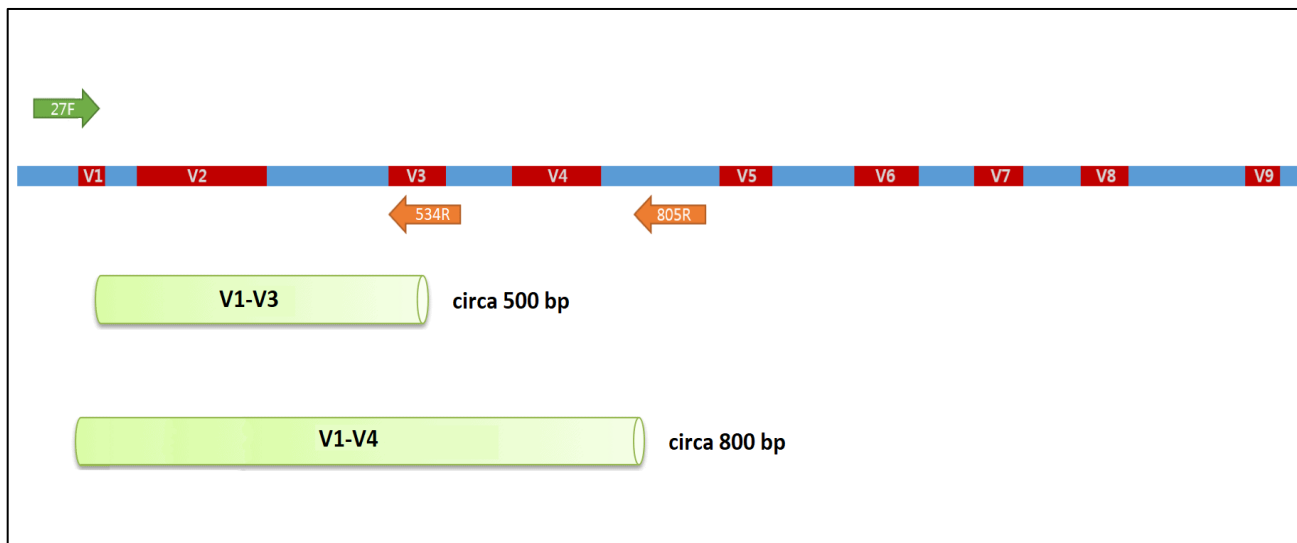 27F
V1 V2 V3 V4 V5 V6 V7 V8 V9
534R 805R
V1-V3 circa 500 bp
V1-V4 circa 800 bp